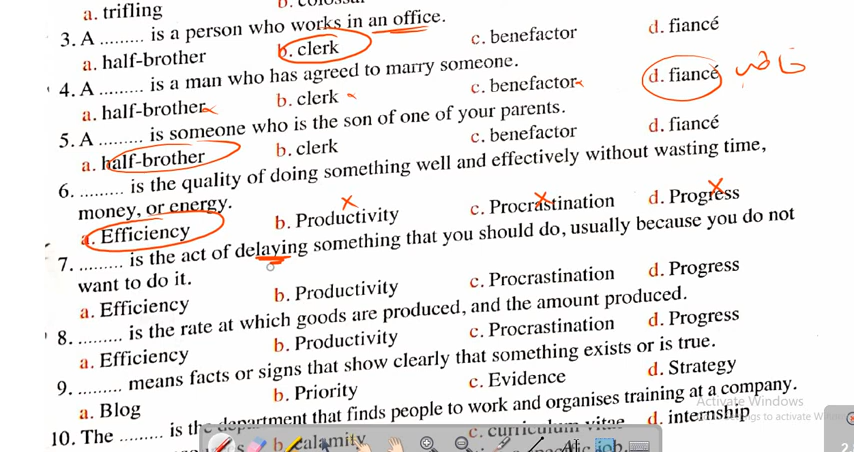 a. trifling
3. A ......... is a person who works in an office.
a. half-brother b. clerk c. benefactor d. fiancé
4. A ......... is a man who has agreed to marry someone.
a. half-brother b. clerk c. benefactor d. fiancé
5. A ......... is someone who is the son of one of your parents.
a. half-brother b. clerk c. benefactor d. fiancé
6. ......... is the quality of doing something well and effectively without wasting time,
money, or energy.
a. Efficiency b. Productivity c. Procrastination d. Progress
7. ......... is the act of delaying something that you should do, usually because you do not
want to do it.
a. Efficiency b. Productivity c. Procrastination d. Progress
8. ......... is the rate at which goods are produced, and the amount produced.
a. Efficiency b. Productivity c. Procrastination d. Progress
9. ......... means facts or signs that show clearly that something exists or is true.
a. Blog b. Priority c. Evidence d. Strategy
10. The ......... is the department that finds people to work and organises training at a company.
b. calamity c. curriculum vitae d. internship
Activate Windows